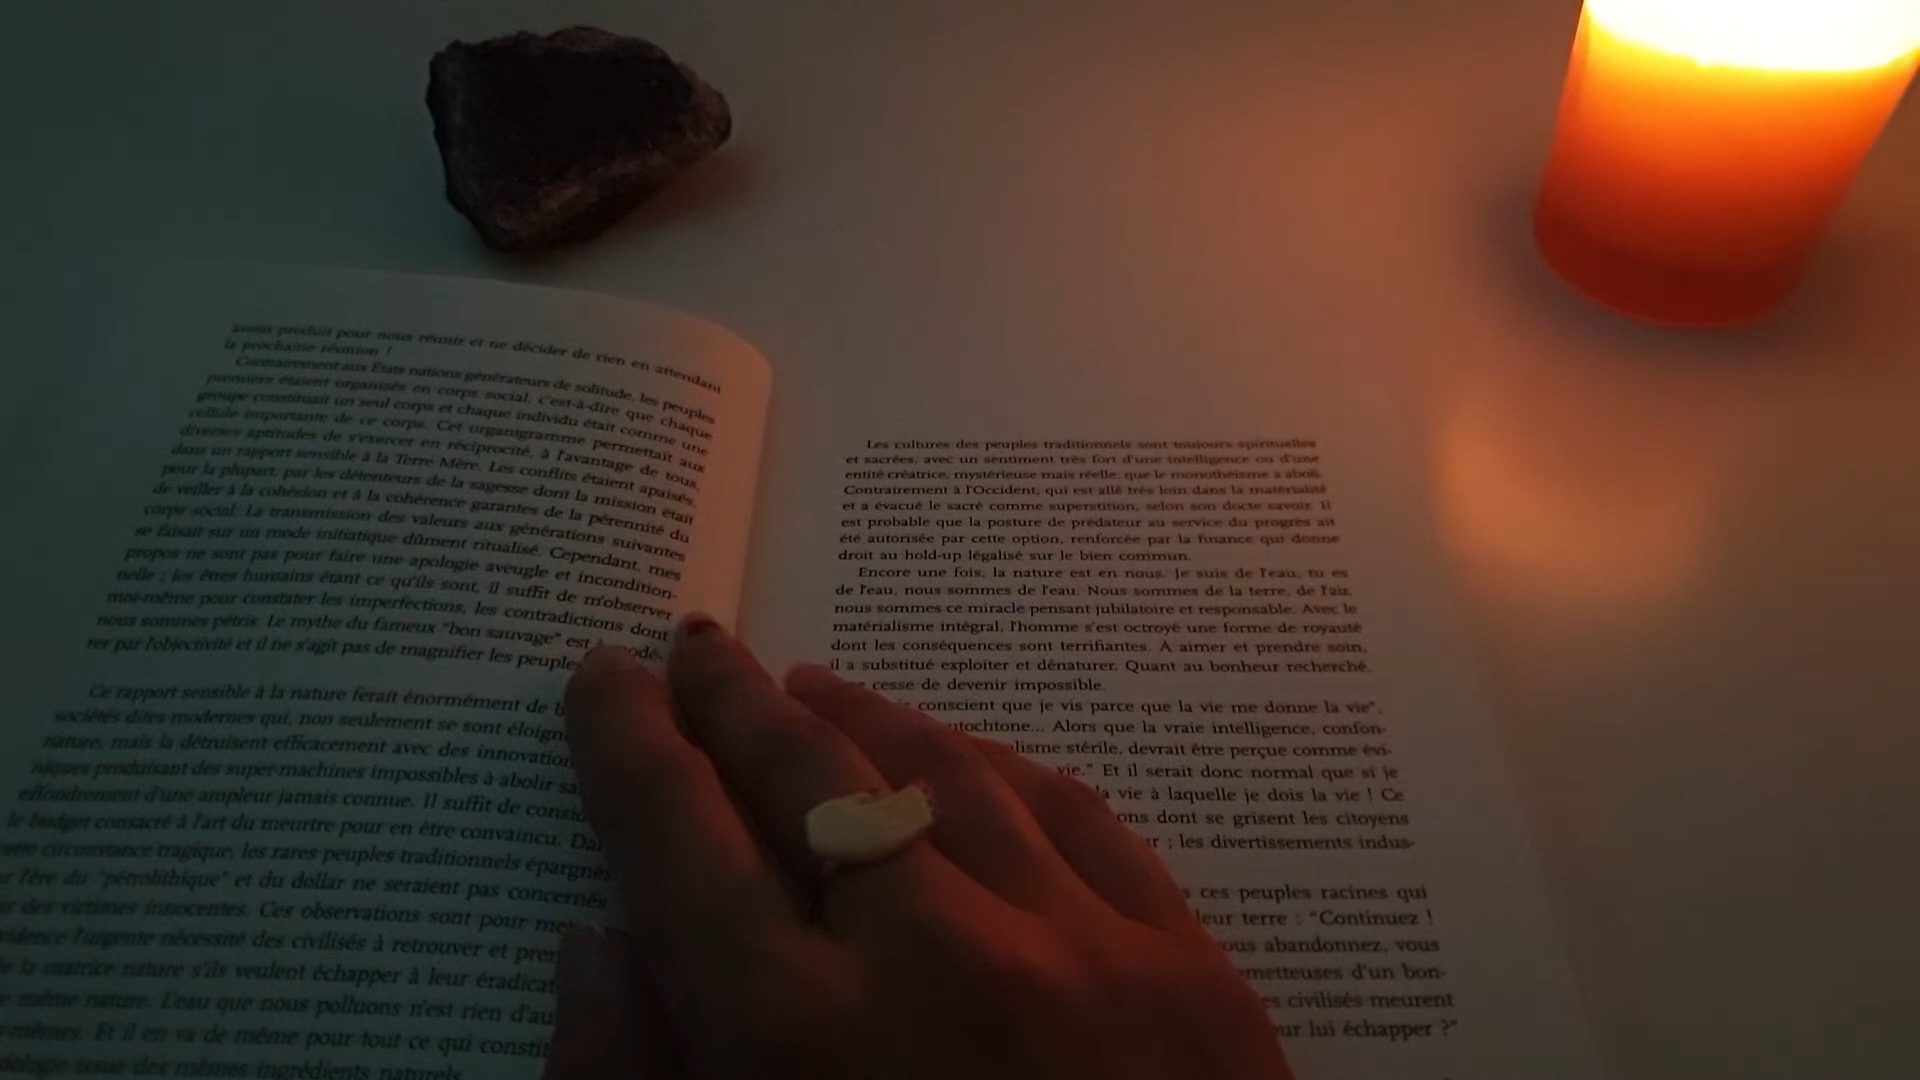 avons produit pour nous réunir et ne décider de rien en attendant
la prochaine réunion !
Contrairement aux États nations générateurs de solitude, les peuples
premiers étaient organisés en corps social, c'est-à-dire que chaque
groupe constituait un seul corps et chaque individu était comme une
cellule importante de ce corps. Cet organigramme permettait aux
diverses aptitudes de s'exercer en réciprocité, à l'avantage de tous,
dans un rapport sensible à la Terre Mère. Les conflits étaient apaisés,
pour la plupart, par les détenteurs de la sagesse dont la mission était
de veiller à la cohésion et à la cohérence garantes de la pérennité du
corps social. La transmission des valeurs aux générations suivantes
se faisait sur un mode initiatique dûment ritualisé. Cependant, mes
propos ne sont pas pour faire une apologie aveugle et incondition-
nelle ; les êtres humains étant ce qu'ils sont, il suffit de m'observer
moi-même pour constater les imperfections, les contradictions dont
nous sommes pétris. Le mythe du fameux "bon sauvage" est à
rer par l'objectivité et il ne s'agit pas de magnifier les peuples
Ce rapport sensible à la nature ferait énormément de
sociétés dites modernes qui, non seulement se sont
nature, mais la détruisent efficacement avec des
niques produisant des super-machines impossibles à abolir
effondrement d'une ampleur jamais connue. Il suffit de
le budget consacré à l'art du meurtre pour en être convaincu.
cette circonstance tragique, les rares peuples traditionnels épargnés
l'ère du "pétrolithique" et du dollar ne seraient pas concernés
des victimes innocentes. Ces observations sont pour
l'urgente nécessité des civilisés à retrouver et
la matrice nature s'ils veulent échapper à leur
même nature. L'eau que nous polluons n'est rien
Et il en va de même pour tout ce qui
issue des mêmes ingrédients naturels.
Les cultures des peuples traditionnels sont toujours spirituelles
et sacrées, avec un sentiment très fort d'une intelligence ou d'une
entité créatrice, mystérieuse mais réelle, que le monothéisme a aboli.
Contrairement à l'Occident, qui est allé très loin dans la matérialité
et a évacué le sacré comme superstition, selon son docte savoir. Il
est probable que la posture de prédateur au service du progrès ait
été autorisée par cette option, renforcée par la finance qui donne
droit au hold-up légalisé sur le bien commun.
Encore une fois, la nature est en nous. Je suis de l'eau, tu es
de l'eau, nous sommes de l'eau. Nous sommes de la terre, de l'air,
nous sommes ce miracle pensant jubilatoire et responsable. Avec le
matérialisme intégral, l'homme s'est octroyé une forme de royauté
dont les conséquences sont terrifiantes. À aimer et prendre soin,
il a substitué exploiter et dénaturer. Quant au bonheur recherché,
cesse de devenir impossible.
conscient que je vis parce que la vie me donne la vie",
Alors que la vraie intelligence, confon-
stérile, devrait être perçue comme évi-
vie." Et il serait donc normal que si je
la vie à laquelle je dois la vie ! Ce
dont se grisent les citoyens
; les divertissements indus-
ces peuples racines qui
leur terre : "Continuez !
abandonnez, vous
d'un bon-
civilisés meurent
lui échapper ?"